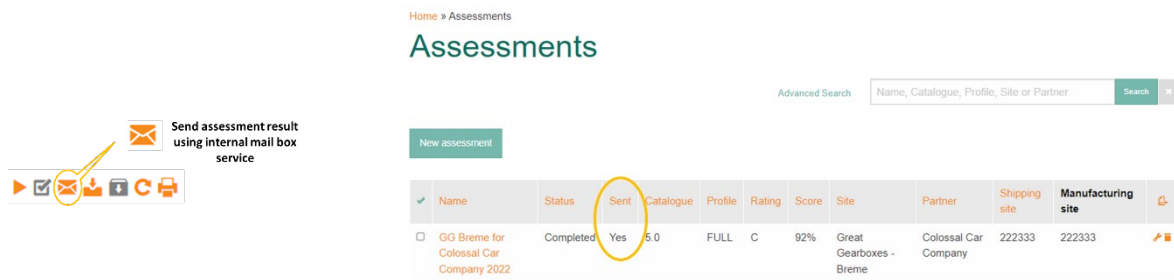 Home » Assessments
Assessments
Advanced Search
Name, Catalogue, Profile, Site or Partner
Search
×
Send assessment result
using internal mail box
service
New assessment
Name Status Sent Catalogue Profile Rating Score Site Partner Shipping site Manufacturing site
GG Breme for Colossal Car Company 2022 Completed Yes 5.0 FULL C 92% Great Gearboxes - Breme Colossal Car Company 222333 222333